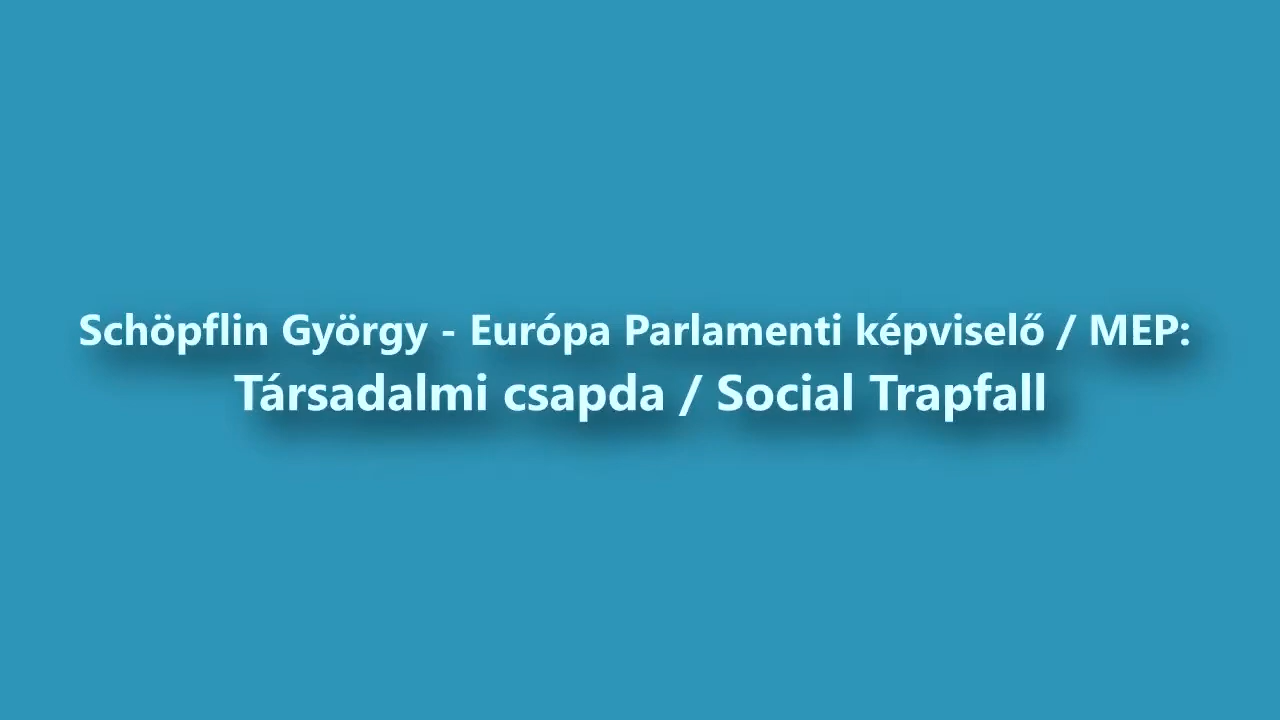 Schöpflin György - Európa Parlamenti képviselő / MEP:
Társadalmi csapda / Social Trapfall